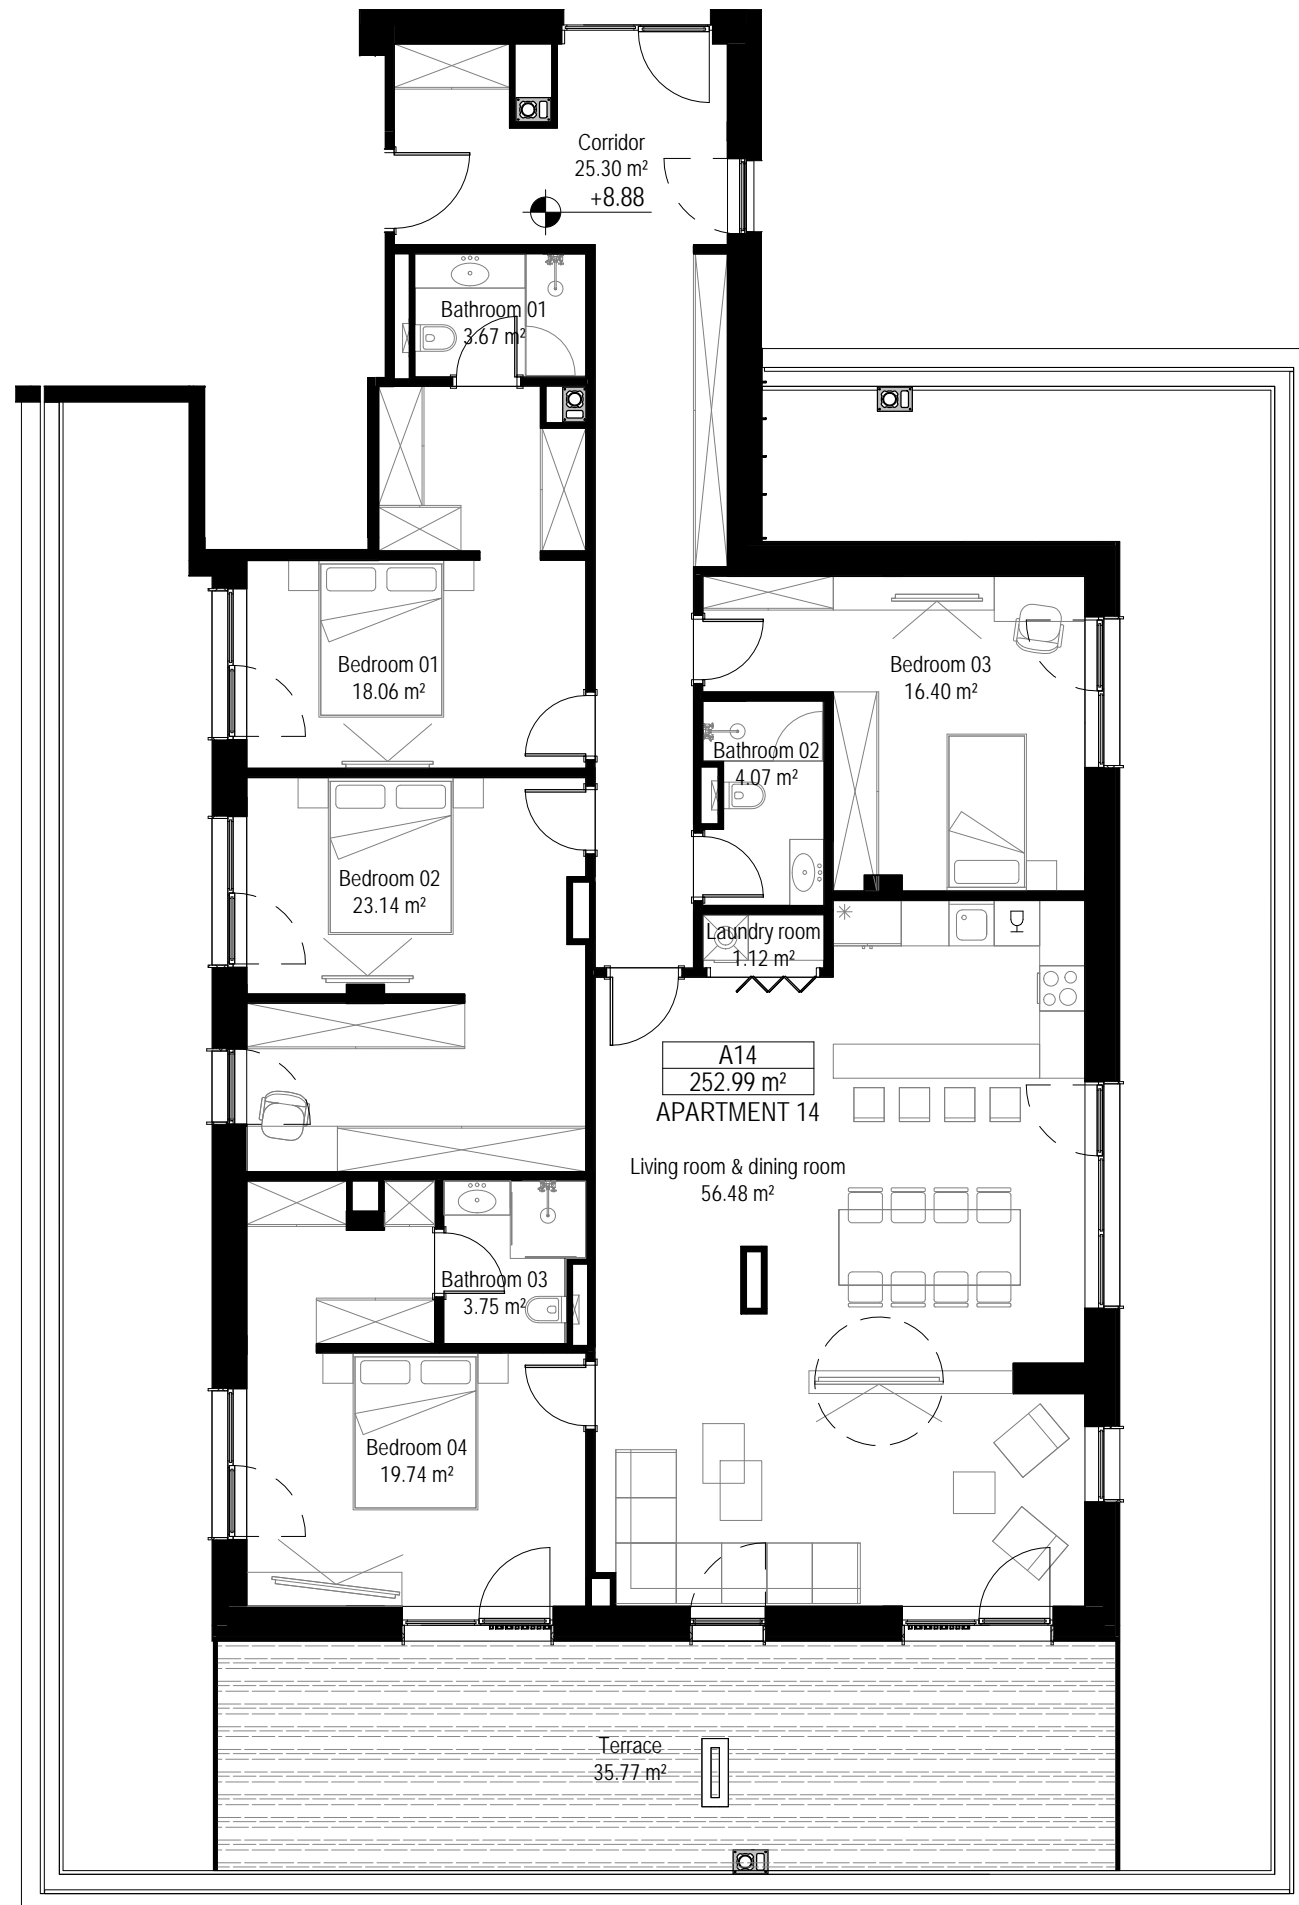 Corridor
25.30 m²
+8.88
Bathroom 01
3.67 m²
Bedroom 01
18.06 m²
Bedroom 03
16.40 m²
Bathroom 02
4.07 m²
Bedroom 02
23.14 m²
Laundry room
1.12 m²
A14
252.99 m²
APARTMENT 14
Living room & dining room
56.48 m²
Bathroom 03
3.75 m²
Bedroom 04
19.74 m²
Terrace
35.77 m²